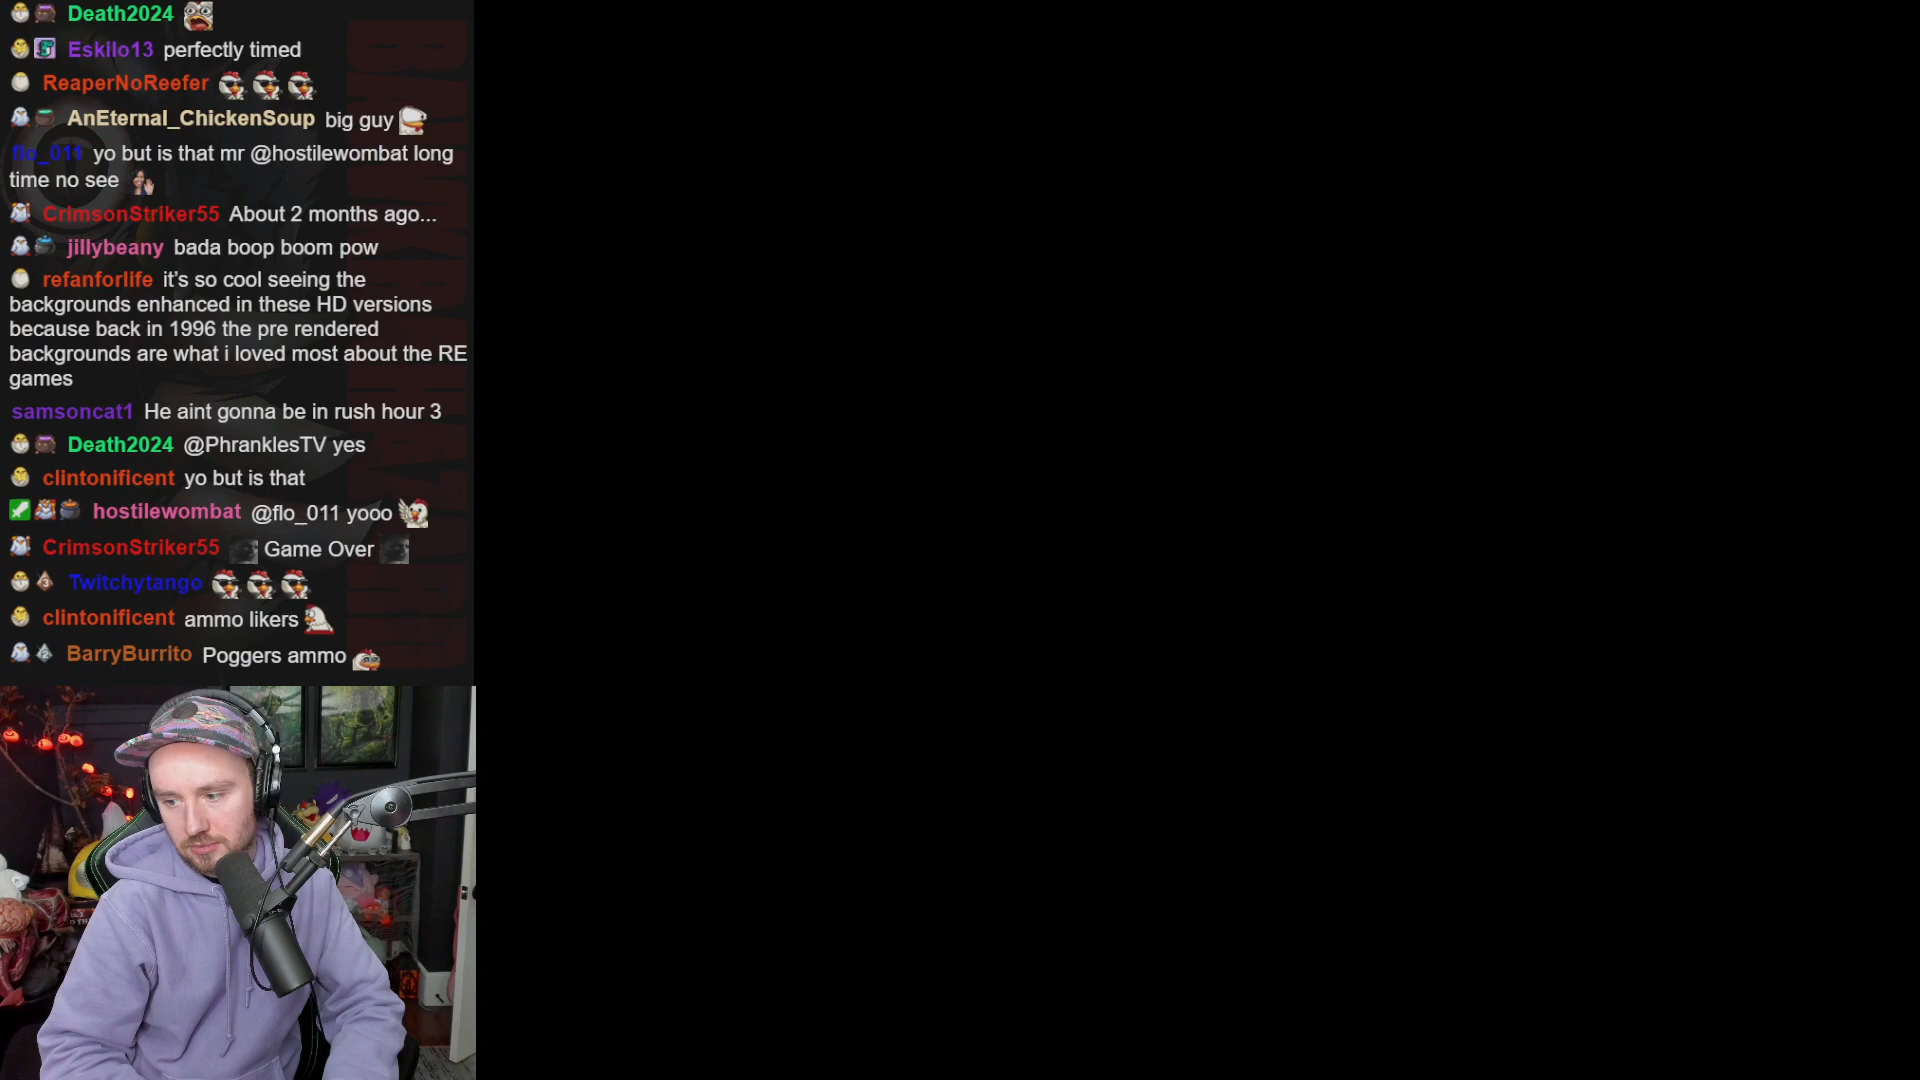 Death2024
Eskilo13 perfectly timed
ReaperNoReefer
AnEternal_ChickenSoup big guy
flo_011 yo but is that mr @hostilewombat long
time no see
CrimsonStriker55 About 2 months ago...
jillybeany bada boop boom pow
refanforlife it's so cool seeing the
backgrounds enhanced in these HD versions
because back in 1996 the pre rendered
backgrounds are what i loved most about the RE
games
samsoncat1 He aint gonna be in rush hour 3
Death2024 @PhranklesTV yes
clintonificent yo but is that
hostilewombat @flo_011 yooo
CrimsonStriker55 Game Over
Twitchytango
clintonificent ammo likers
BarryBurrito Poggers ammo